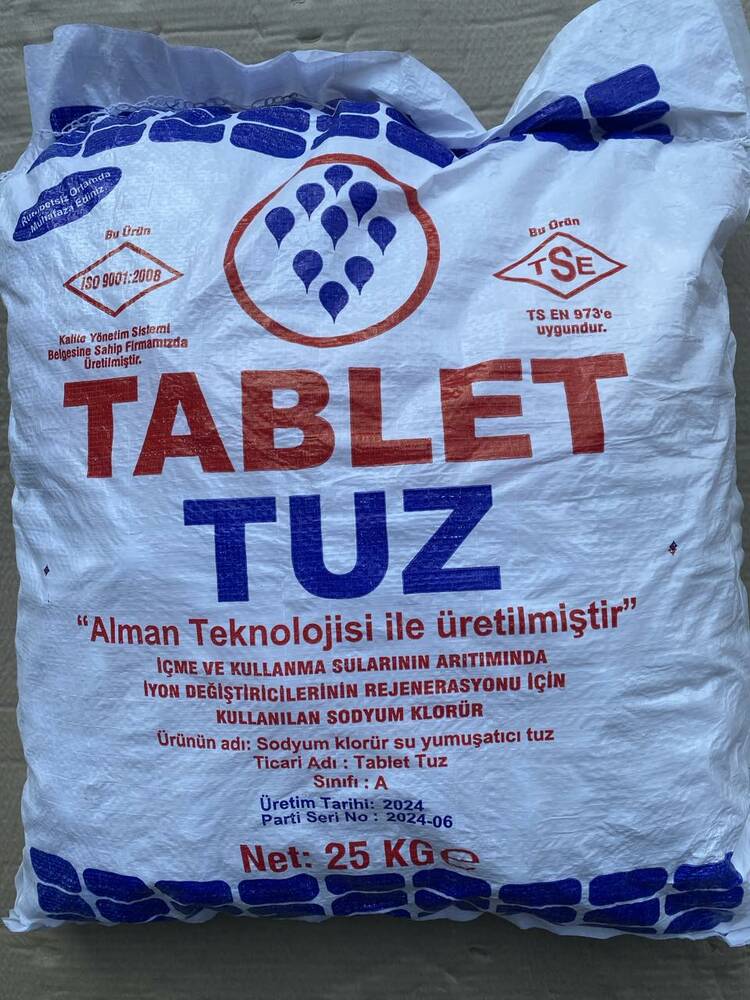 Rutubetsiz Ortamda
Muhafaza Ediniz
Bu Ürün
ISO 9001:2008
Kalite Yönetim Sistemi
Belgesine Sahip Firmamızda
Üretilmiştir.
Bu Ürün
TSE
TS EN 973'e
uygundur.
TABLET
TUZ
"Alman Teknolojisi ile üretilmiştir"
İÇME VE KULLANMA SULARININ ARITIMINDA
İYON DEĞİŞTİRİCİLERİNİN REJENERASYONU İÇİN
KULLANILAN SODYUM KLORÜR
Ürünün adı: Sodyum klorür su yumuşatıcı tuz
Ticari Adı : Tablet Tuz
Sınıfı : A
Üretim Tarihi: 2024
Parti Seri No : 2024-06
Net: 25 KG ℮